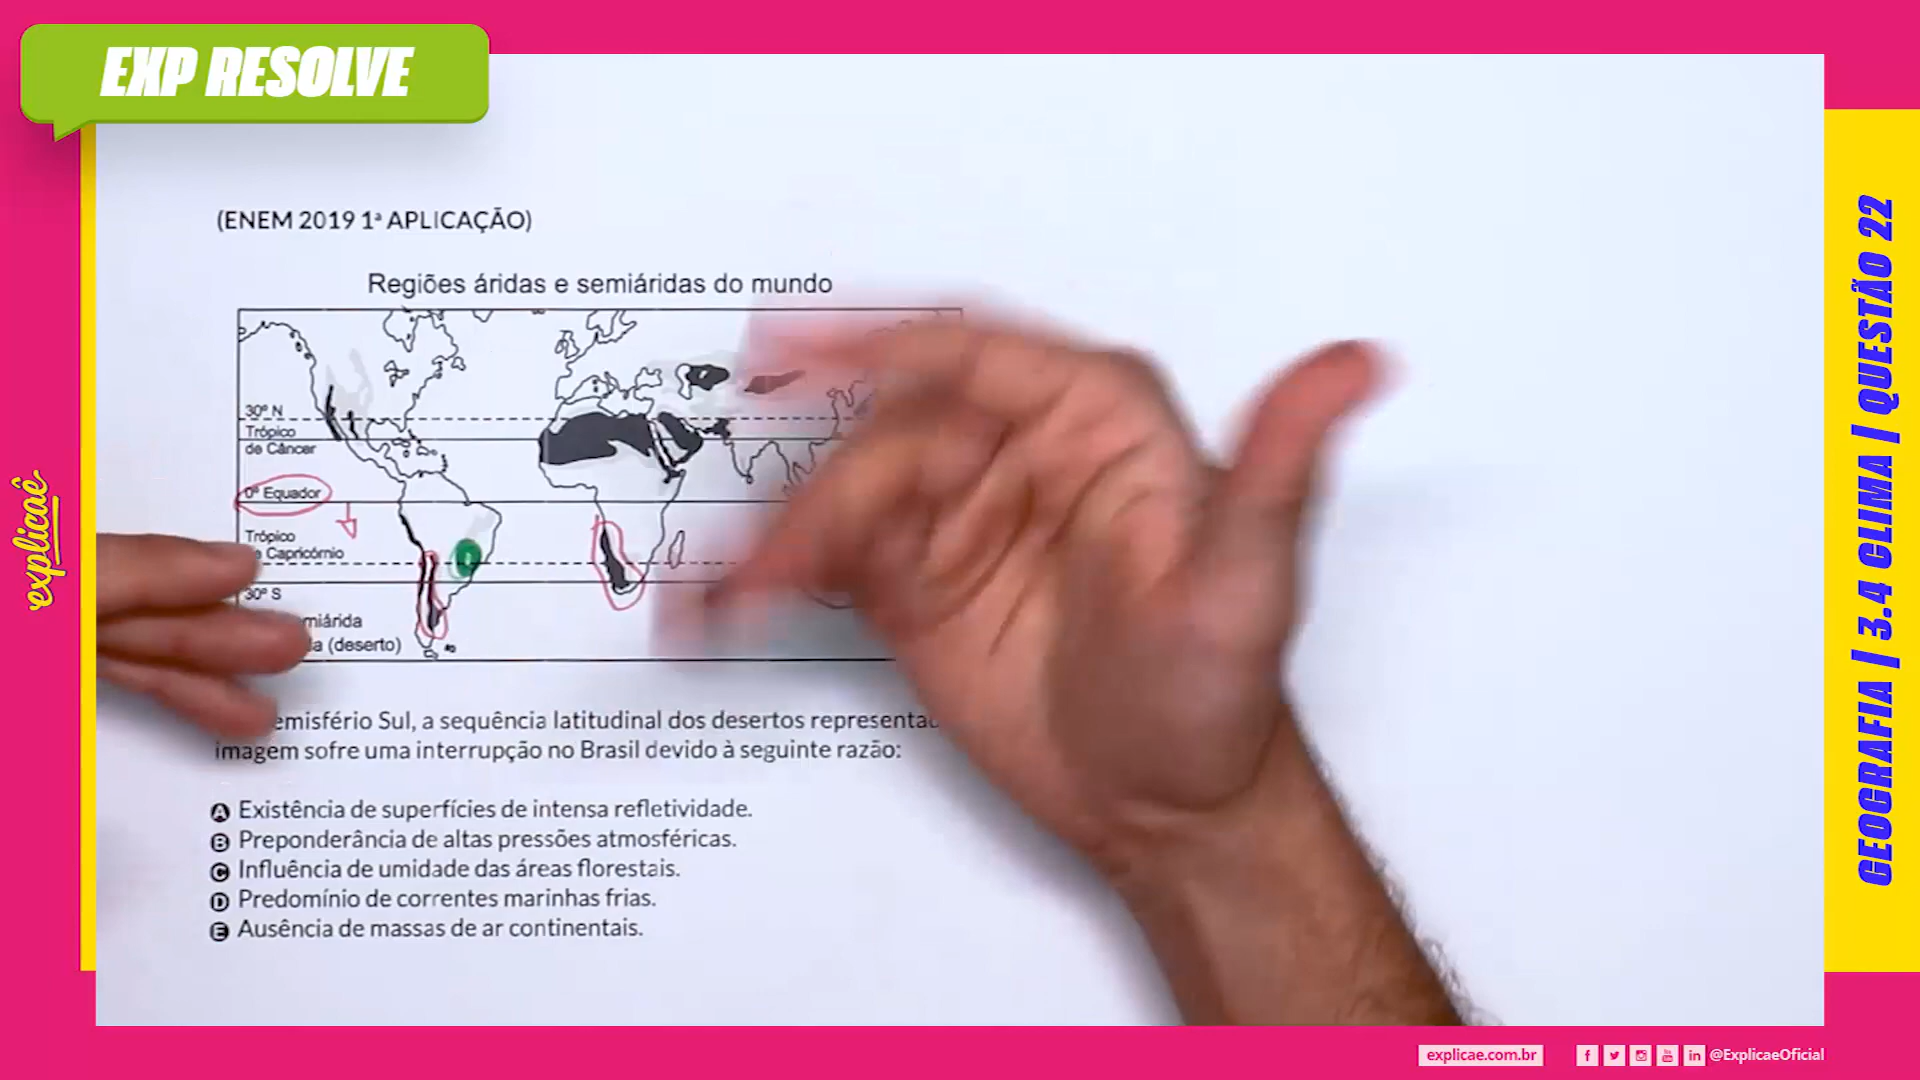 EXP RESOLVE
(ENEM 2019 1ª APLICAÇÃO)
Regiões áridas e semiáridas do mundo
30º N
Trópico
de Câncer
0º Equador
Trópico
Capricórnio
30º S
(deserto)
Sul, a sequência latitudinal dos desertos
imagem sofre uma interrupção no Brasil devido à seguinte razão:
A Existência de superfícies de intensa refletividade.
B Preponderância de altas pressões atmosféricas.
C Influência de umidade das áreas florestais.
D Predomínio de correntes marinhas frias.
E Ausência de massas de ar continentais.
explicaê
GEOGRAFIA | 3.4 CLIMA | QUESTÃO 22
explicae.com.br
@ExplicaeOficial